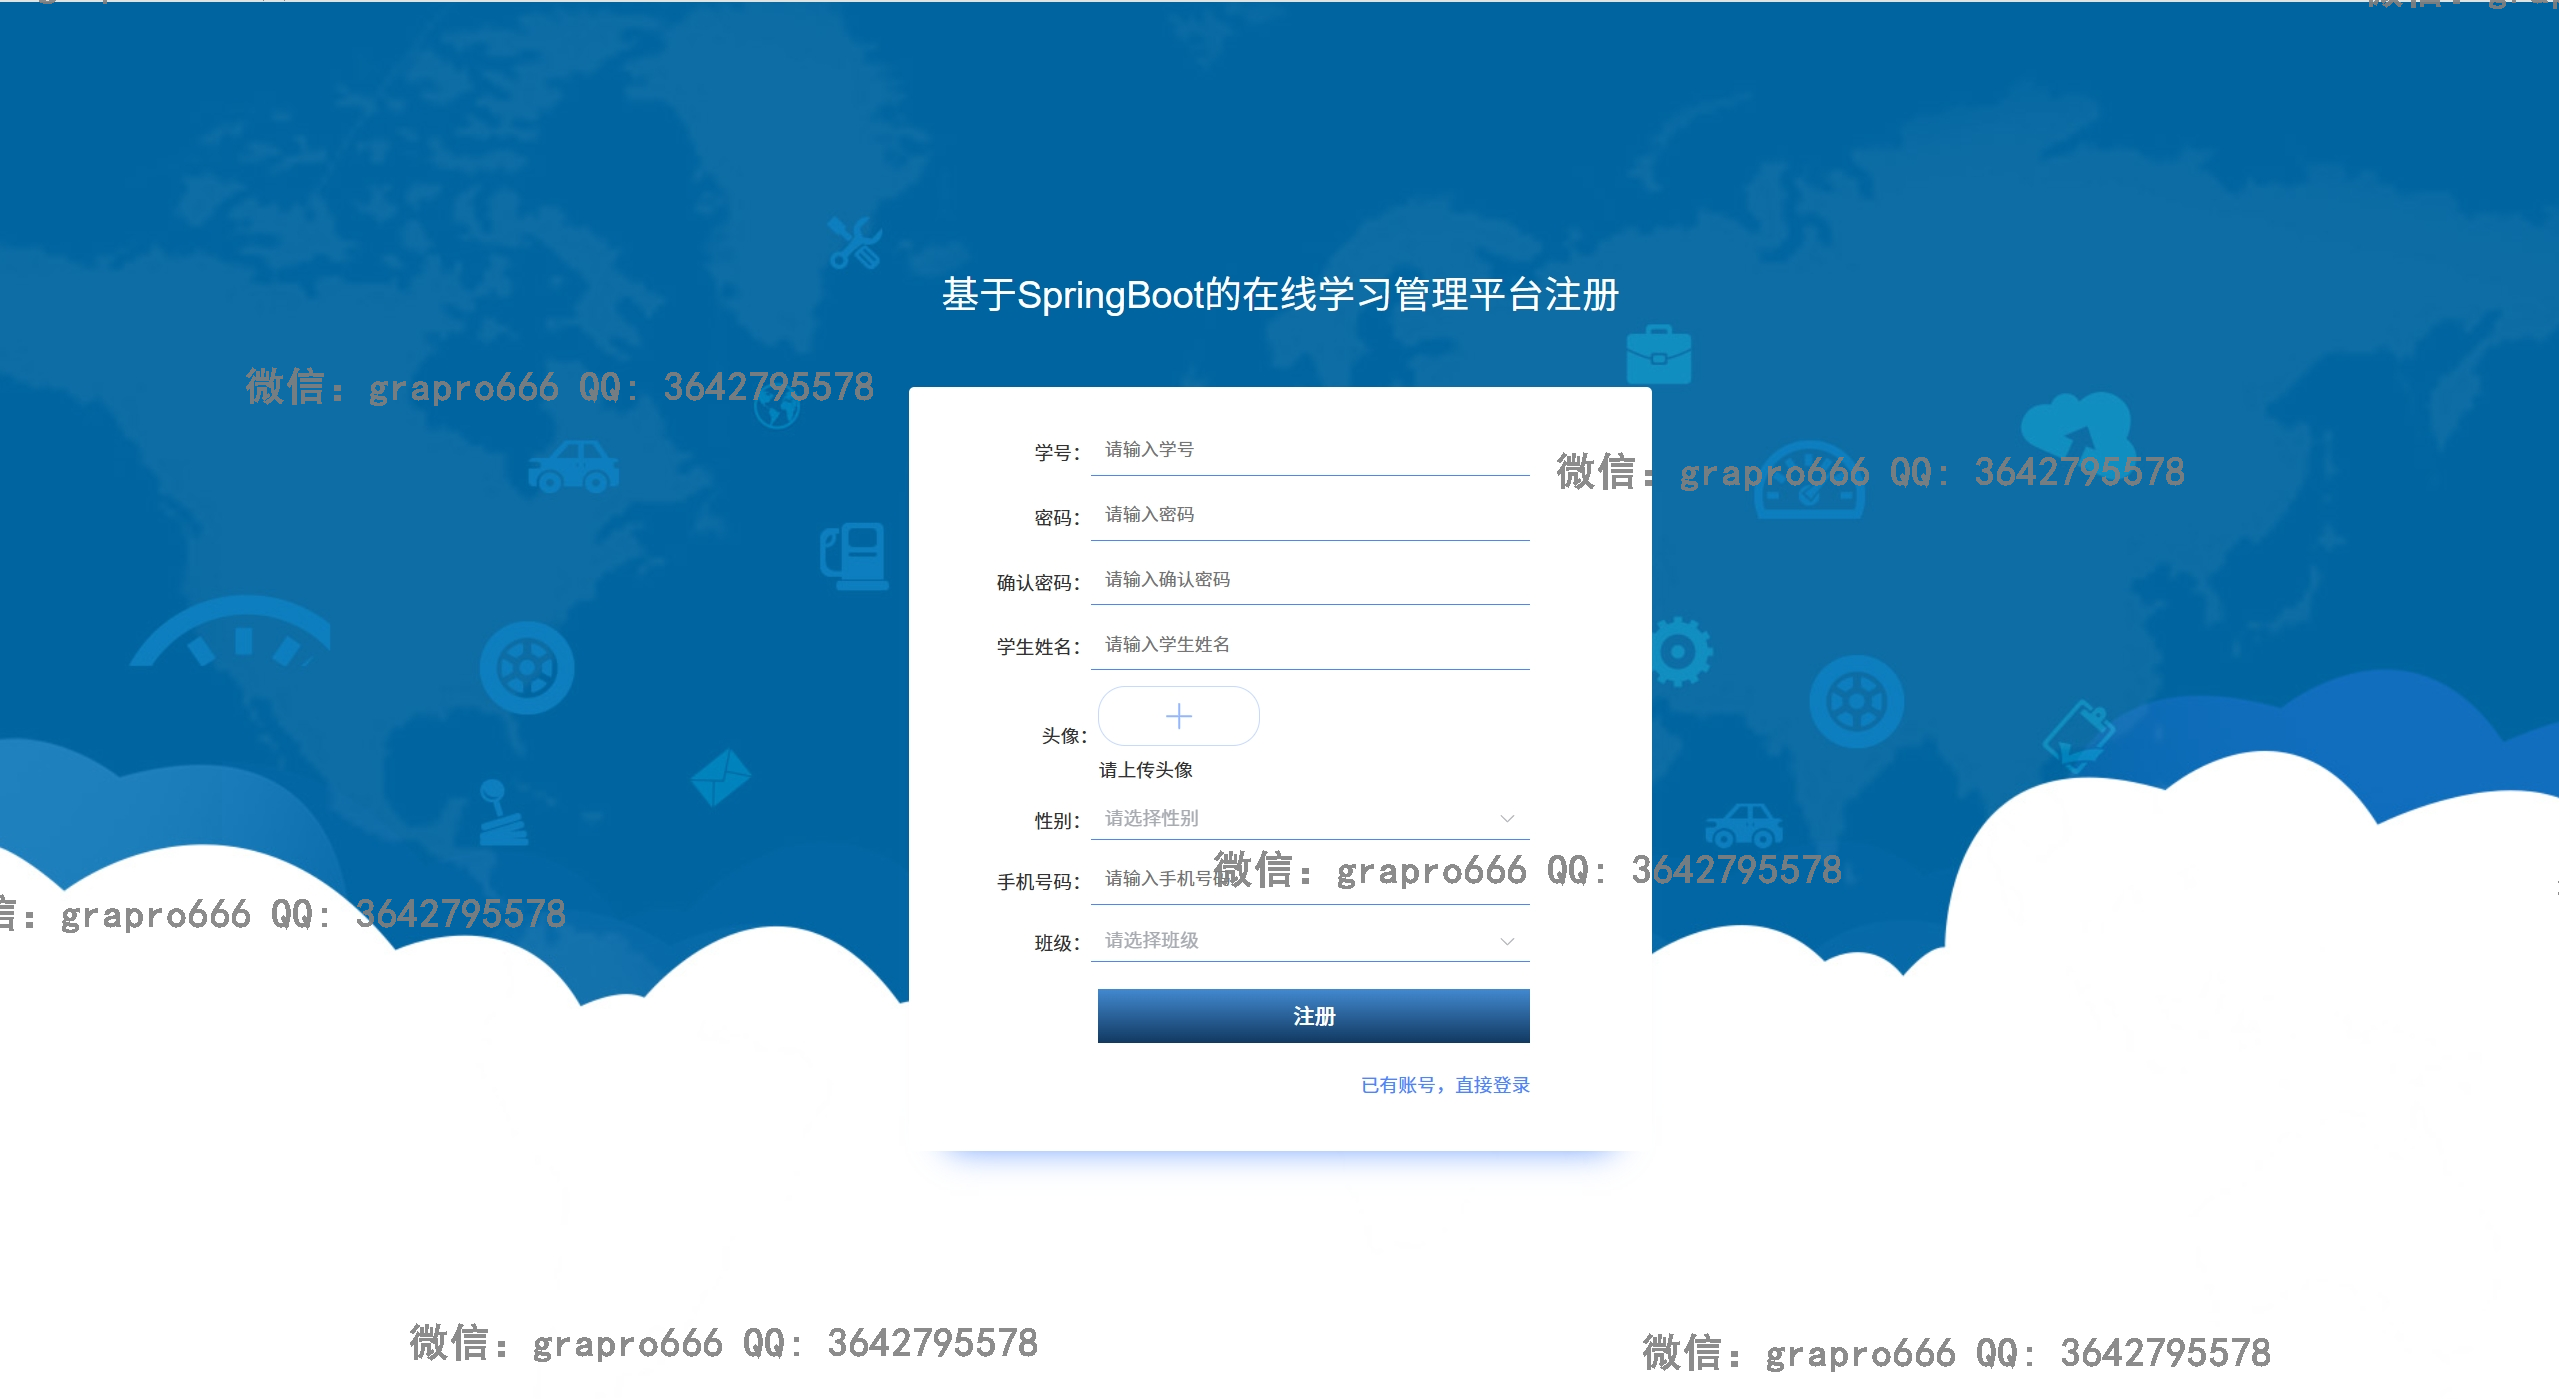 基于SpringBoot的在线学习管理平台注册
微信：grapro666 QQ: 3642795578
学号： 请输入学号
微信：grapro666 QQ: 3642795578
密码： 请输入密码
确认密码： 请输入确认密码
学生姓名： 请输入学生姓名
头像：
请上传头像
性别： 请选择性别
微信：grapro666 QQ: 3642795578
手机号码： 请输入手机号码
信：grapro666 QQ: 3642795578
班级： 请选择班级
注册
已有账号，直接登录
微信：grapro666 QQ: 3642795578
微信：grapro666 QQ: 3642795578